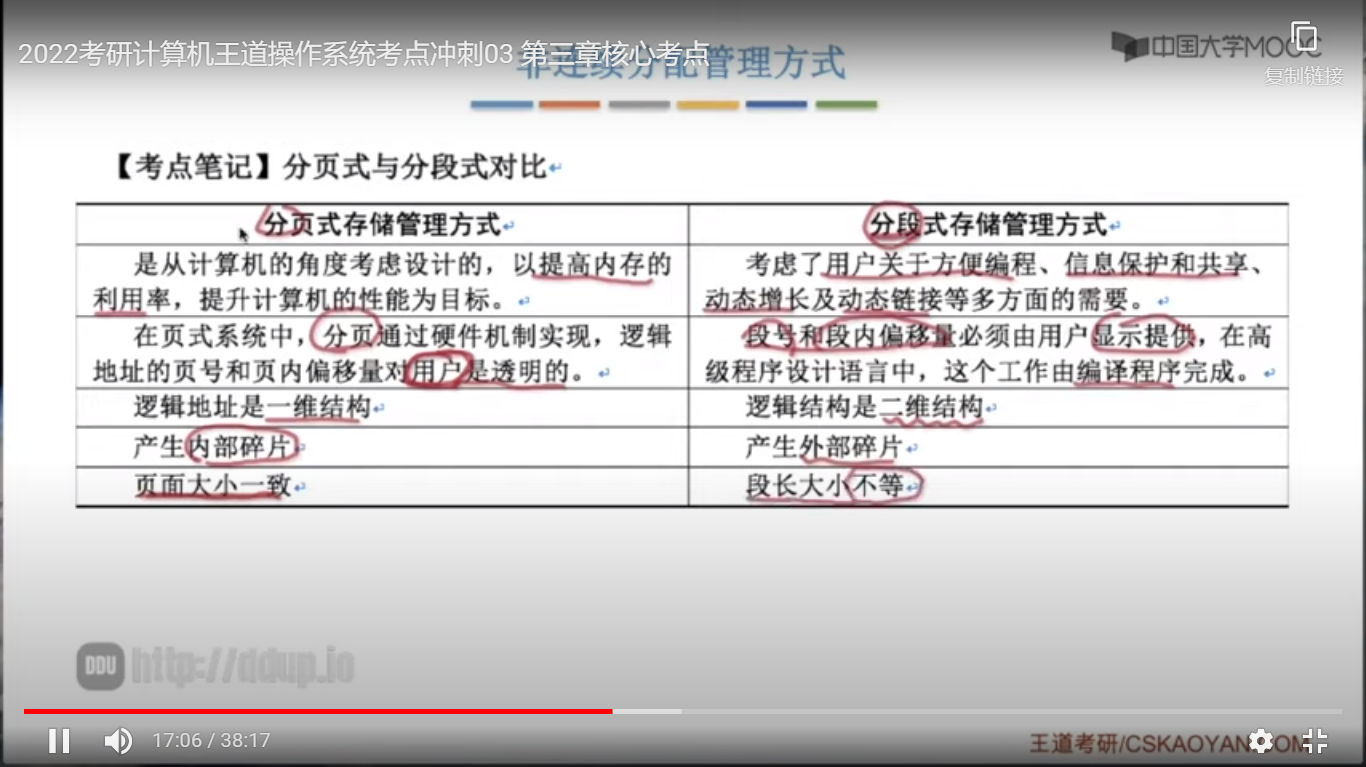 2022考研计算机王道操作系统考点冲刺03 第三章核心考点
非连续分配管理方式
中国大学MOOC
复制链接
【考点笔记】分页式与分段式对比
分页式存储管理方式
分段式存储管理方式
是从计算机的角度考虑设计的，以提高内存的
利用率，提升计算机的性能为目标。
考虑了用户关于方便编程、信息保护和共享、
动态增长及动态链接等多方面的需要。
在页式系统中，分页通过硬件机制实现，逻辑
地址的页号和页内偏移量对用户是透明的。
段号和段内偏移量必须由用户显示提供，在高
级程序设计语言中，这个工作由编译程序完成。
逻辑地址是一维结构
逻辑结构是二维结构
产生内部碎片
产生外部碎片
页面大小一致
段长大小不等
DDU http://ddup.io
17:06 / 38:17
王道考研/CSKAOYAN.COM